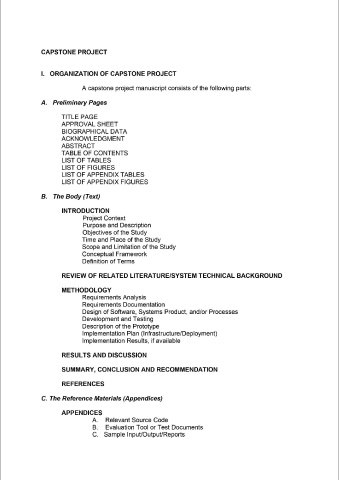 CAPSTONE PROJECT
I. ORGANIZATION OF CAPSTONE PROJECT
A capstone project manuscript consists of the following parts:
A. Preliminary Pages
TITLE PAGE
APPROVAL SHEET
BIOGRAPHICAL DATA
ACKNOWLEDGMENT
ABSTRACT
TABLE OF CONTENTS
LIST OF TABLES
LIST OF FIGURES
LIST OF APPENDIX TABLES
LIST OF APPENDIX FIGURES
B. The Body (Text)
INTRODUCTION
Project Context
Purpose and Description
Objectives of the Study
Time and Place of the Study
Scope and Limitation of the Study
Conceptual Framework
Definition of Terms
REVIEW OF RELATED LITERATURE/SYSTEM TECHNICAL BACKGROUND
METHODOLOGY
Requirements Analysis
Requirements Documentation
Design of Software, Systems Product, and/or Processes
Development and Testing
Description of the Prototype
Implementation Plan (Infrastructure/Deployment)
Implementation Results, if available
RESULTS AND DISCUSSION
SUMMARY, CONCLUSION AND RECOMMENDATION
REFERENCES
C. The Reference Materials (Appendices)
APPENDICES
A. Relevant Source Code
B. Evaluation Tool or Test Documents
C. Sample Input/Output/Reports